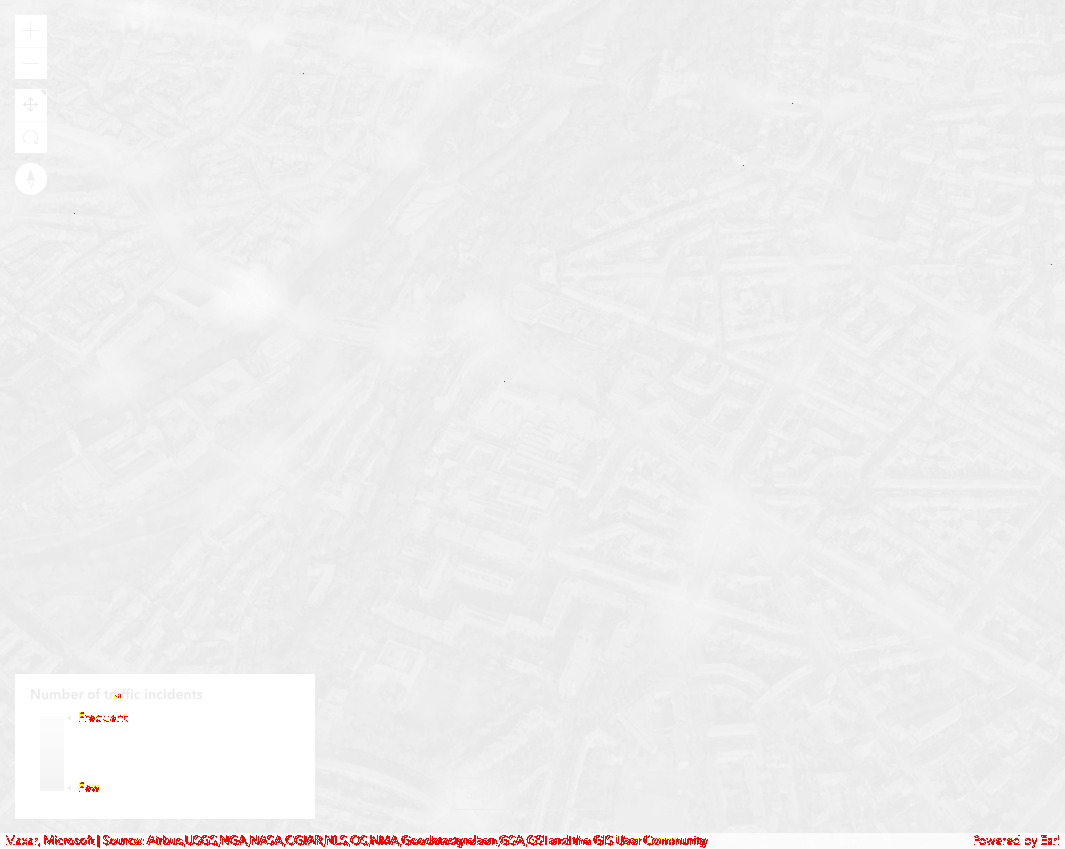 Number of traffic incidents
Frequent
Few
Maxar, Microsoft | Source: Airbus,USGS,NGA,NASA,CGIAR,NLS,OS,NMA,Geodatastyrelsen,GSA,GSI and the GIS User Community
Powered by Esri